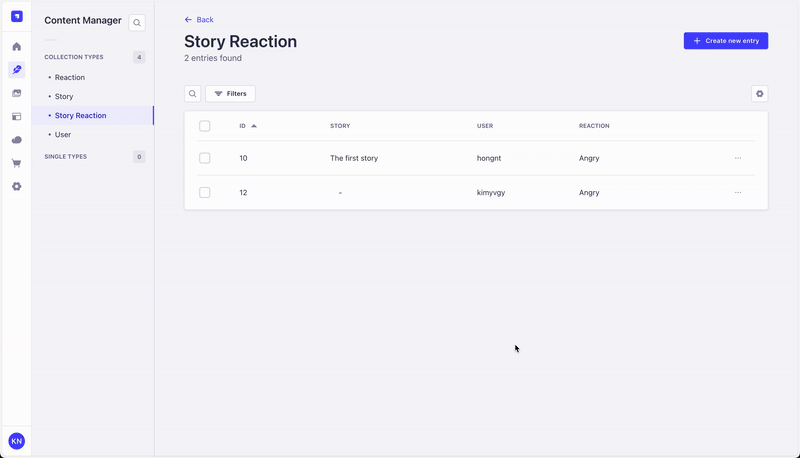 Content Manager
COLLECTION TYPES 4
Reaction
Story
Story Reaction
User
SINGLE TYPES 0
KN
Back
Story Reaction
2 entries found
Create new entry
Filters
ID STORY USER REACTION
10 The first story hongnt Angry
12 - kimyvgy Angry